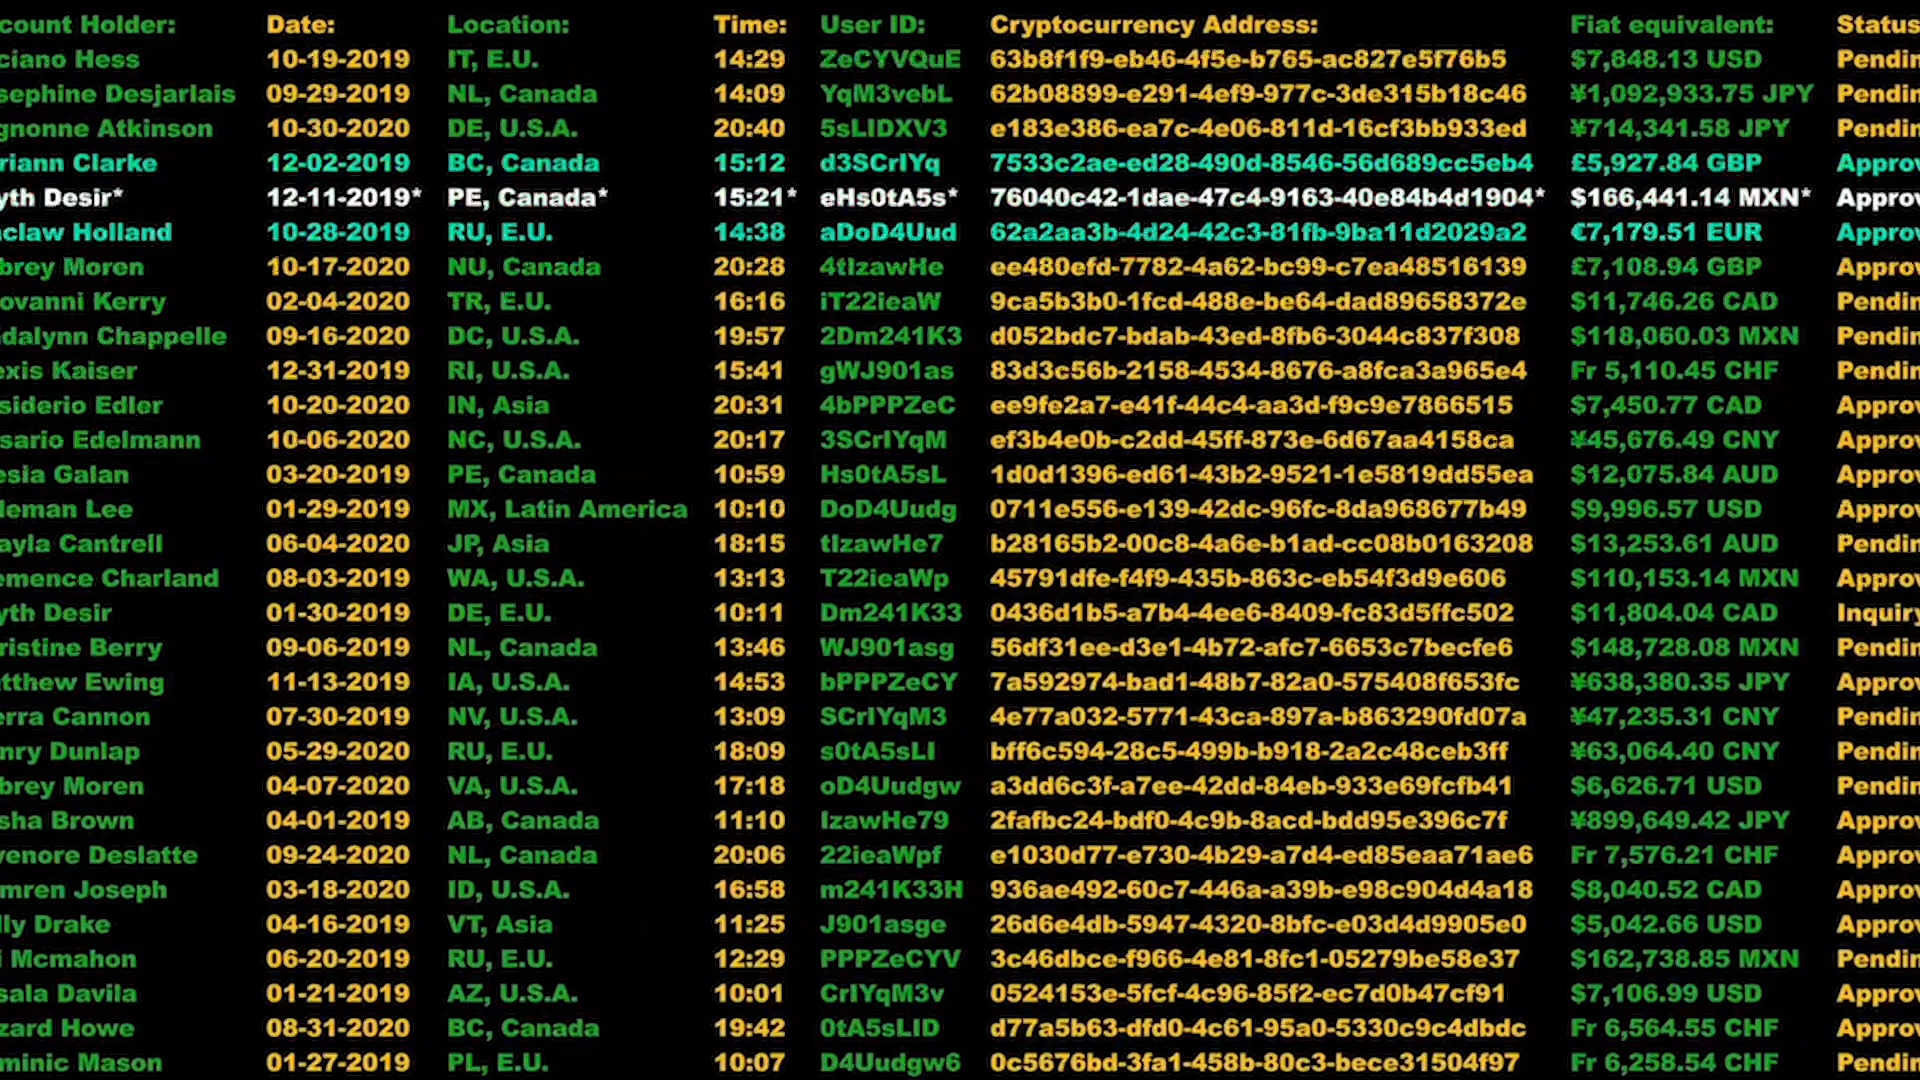 count Holder: Date: Location: Time: User ID: Cryptocurrency Address: Fiat equivalent: Status
ciano Hess 10-19-2019 IT, E.U. 14:29 ZeCYVQuE 63b8f1f9-eb46-4f5e-b765-ac827e5f76b5 $7,848.13 USD Pendin
sephine Desjarlais 09-29-2019 NL, Canada 14:09 YqM3vebL 62b08899-e291-4ef9-977c-3de315b18c46 ¥1,092,933.75 JPY Pendin
gnonne Atkinson 10-30-2020 DE, U.S.A. 20:40 5sLIDXV3 e183e386-ea7c-4e06-811d-16cf3bb933ed ¥714,341.58 JPY Pendin
riann Clarke 12-02-2019 BC, Canada 15:12 d3SCrIYq 7533c2ae-ed28-490d-8546-56d689cc5eb4 £5,927.84 GBP Approv
yth Desir* 12-11-2019* PE, Canada* 15:21* eHs0tA5s* 76040c42-1dae-47c4-9163-40e84b4d1904* $166,441.14 MXN* Approv
claw Holland 10-28-2019 RU, E.U. 14:38 aDoD4Uud 62a2aa3b-4d24-42c3-81fb-9ba11d2029a2 €7,179.51 EUR Approv
brey Moren 10-17-2020 NU, Canada 20:28 4tIzawHe ee480efd-7782-4a62-bc99-c7ea48516139 £7,108.94 GBP Approv
ovanni Kerry 02-04-2020 TR, E.U. 16:16 iT22ieaW 9ca5b3b0-1fcd-488e-be64-dad89658372e $11,746.26 CAD Pendin
dalynn Chappelle 09-16-2020 DC, U.S.A. 19:57 2Dm241K3 d052bdc7-bdab-43ed-8fb6-3044c837f308 $118,060.03 MXN Pendin
exis Kaiser 12-31-2019 RI, U.S.A. 15:41 gWJ901as 83d3c56b-2158-4534-8676-a8fca3a965e4 Fr 5,110.45 CHF Pendin
siderio Edler 10-20-2020 IN, Asia 20:31 4bPPPZeC ee9fe2a7-e41f-44c4-aa3d-f9c9e7866515 $7,450.77 CAD Approv
sario Edelmann 10-06-2020 NC, U.S.A. 20:17 3SCrIYqM ef3b4e0b-c2dd-45ff-873e-6d67aa4158ca ¥45,676.49 CNY Approv
esia Galan 03-20-2019 PE, Canada 10:59 Hs0tA5sL 1d0d1396-ed61-43b2-9521-1e5819dd55ea $12,075.84 AUD Approv
leman Lee 01-29-2019 MX, Latin America 10:10 DoD4Uudg 0711e556-e139-42dc-96fc-8da968677b49 $9,996.57 USD Approv
ayla Cantrell 06-04-2020 JP, Asia 18:15 tIzawHe7 b28165b2-00c8-4a6e-b1ad-cc08b0163208 $13,253.61 AUD Pendin
emence Charland 08-03-2019 WA, U.S.A. 13:13 T22ieaWp 45791dfe-f4f9-435b-863c-eb54f3d9e606 $110,153.14 MXN Approv
yth Desir 01-30-2019 DE, E.U. 10:11 Dm241K33 0436d1b5-a7b4-4ee6-8409-fc83d5ffc502 $11,804.04 CAD Inquiry
ristine Berry 09-06-2019 NL, Canada 13:46 WJ901asg 56df31ee-d3e1-4b72-afc7-6653c7becfe6 $148,728.08 MXN Pendin
tthew Ewing 11-13-2019 IA, U.S.A. 14:53 bPPPZeCY 7a592974-bad1-48b7-82a0-575408f653fc ¥638,380.35 JPY Approv
erra Cannon 07-30-2019 NV, U.S.A. 13:09 SCrIYqM3 4e77a032-5771-43ca-897a-b863290fd07a ¥47,235.31 CNY Pendin
nry Dunlap 05-29-2020 RU, E.U. 18:09 s0tA5sLI bff6c594-28c5-499b-b918-2a2c48ceb3ff ¥63,064.40 CNY Pendin
brey Moren 04-07-2020 VA, U.S.A. 17:18 oD4Uudgw a3dd6c3f-a7ee-42dd-84eb-933e69fcfb41 $6,626.71 USD Pendin
sha Brown 04-01-2019 AB, Canada 11:10 IzawHe79 2fafbc24-bdf0-4c9b-8acd-bdd95e396c7f ¥899,649.42 JPY Approv
venore Deslatte 09-24-2020 NL, Canada 20:06 22ieaWpf e1030d77-e730-4b29-a7d4-ed85eaa71ae6 Fr 7,576.21 CHF Approv
mren Joseph 03-18-2020 ID, U.S.A. 16:58 m241K33H 936ae492-60c7-446a-a39b-e98c904d4a18 $8,040.52 CAD Approv
lly Drake 04-16-2019 VT, Asia 11:25 J901asge 26d6e4db-5947-4320-8bfc-e03d4d9905e0 $5,042.66 USD Approv
i Mcmahon 06-20-2019 RU, E.U. 12:29 PPPZeCYV 3c46dbce-f966-4e81-8fc1-05279be58e37 $162,738.85 MXN Pendin
sala Davila 01-21-2019 AZ, U.S.A. 10:01 CrIYqM3v 0524153e-5fcf-4c96-85f2-ec7d0b47cf91 $7,106.99 USD Approv
zard Howe 08-31-2020 BC, Canada 19:42 0tA5sLID d77a5b63-dfd0-4c61-95a0-5330c9c4dbdc Fr 6,564.55 CHF Approv
minic Mason 01-27-2019 PL, E.U. 10:07 D4Uudgw6 0c5676bd-3fa1-458b-80c3-bece31504f97 Fr 6,258.54 CHF Pendin